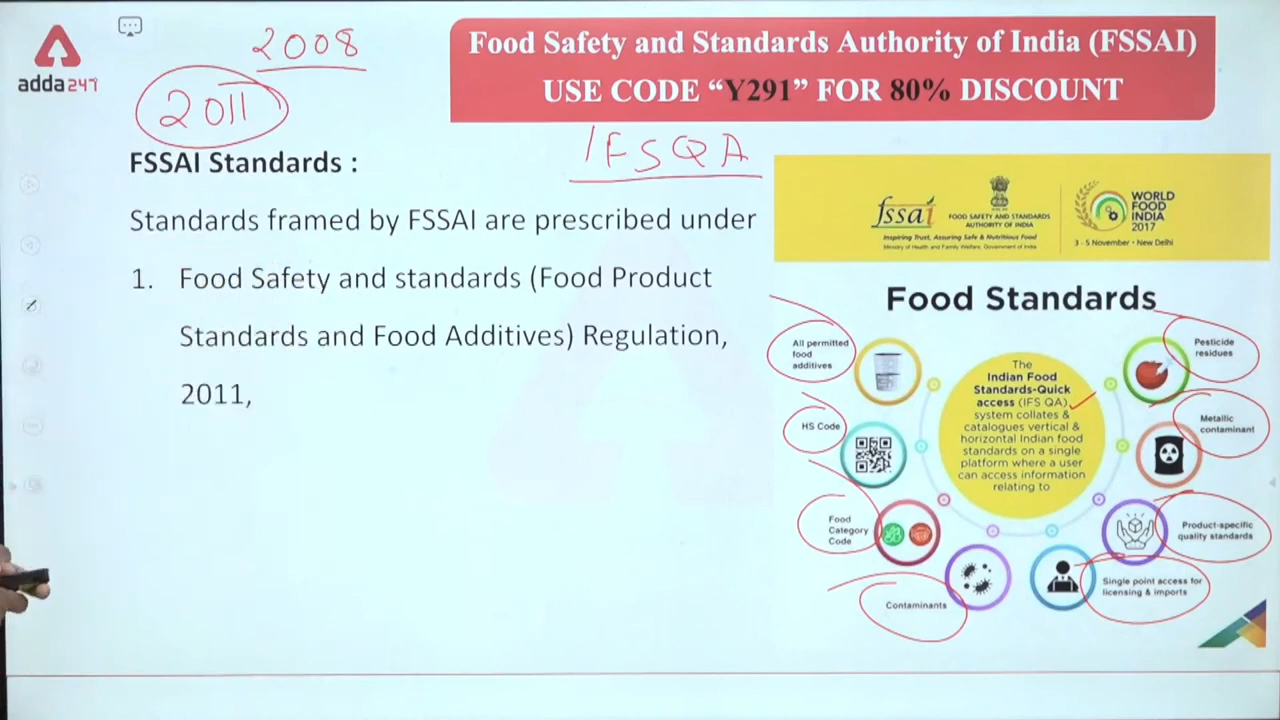 adda247
2008
2011
Food Safety and Standards Authority of India (FSSAI)
USE CODE “Y291” FOR 80% DISCOUNT
IFSQA
FSSAI Standards :
Standards framed by FSSAI are prescribed under
1. Food Safety and standards (Food Product
Standards and Food Additives) Regulation,
2011,
fssai
FOOD SAFETY AND STANDARDS
AUTHORITY OF INDIA
Inspiring Trust, Assuring Safe & Nutritious Food
Ministry of Health and Family Welfare, Government of India
WORLD
FOOD
INDIA
2017
3 - 5 November • New Delhi
Food Standards
All permitted
food
additives
HS Code
Food
Category
Code
Contaminants
The
Indian Food
Standards-Quick
access (IFS QA)
system collates &
catalogues vertical &
horizontal Indian food
standards on a single
platform where a user
can access information
relating to
Pesticide
residues
Metallic
contaminant
Product-specific
quality standards
Single point access for
licensing & imports